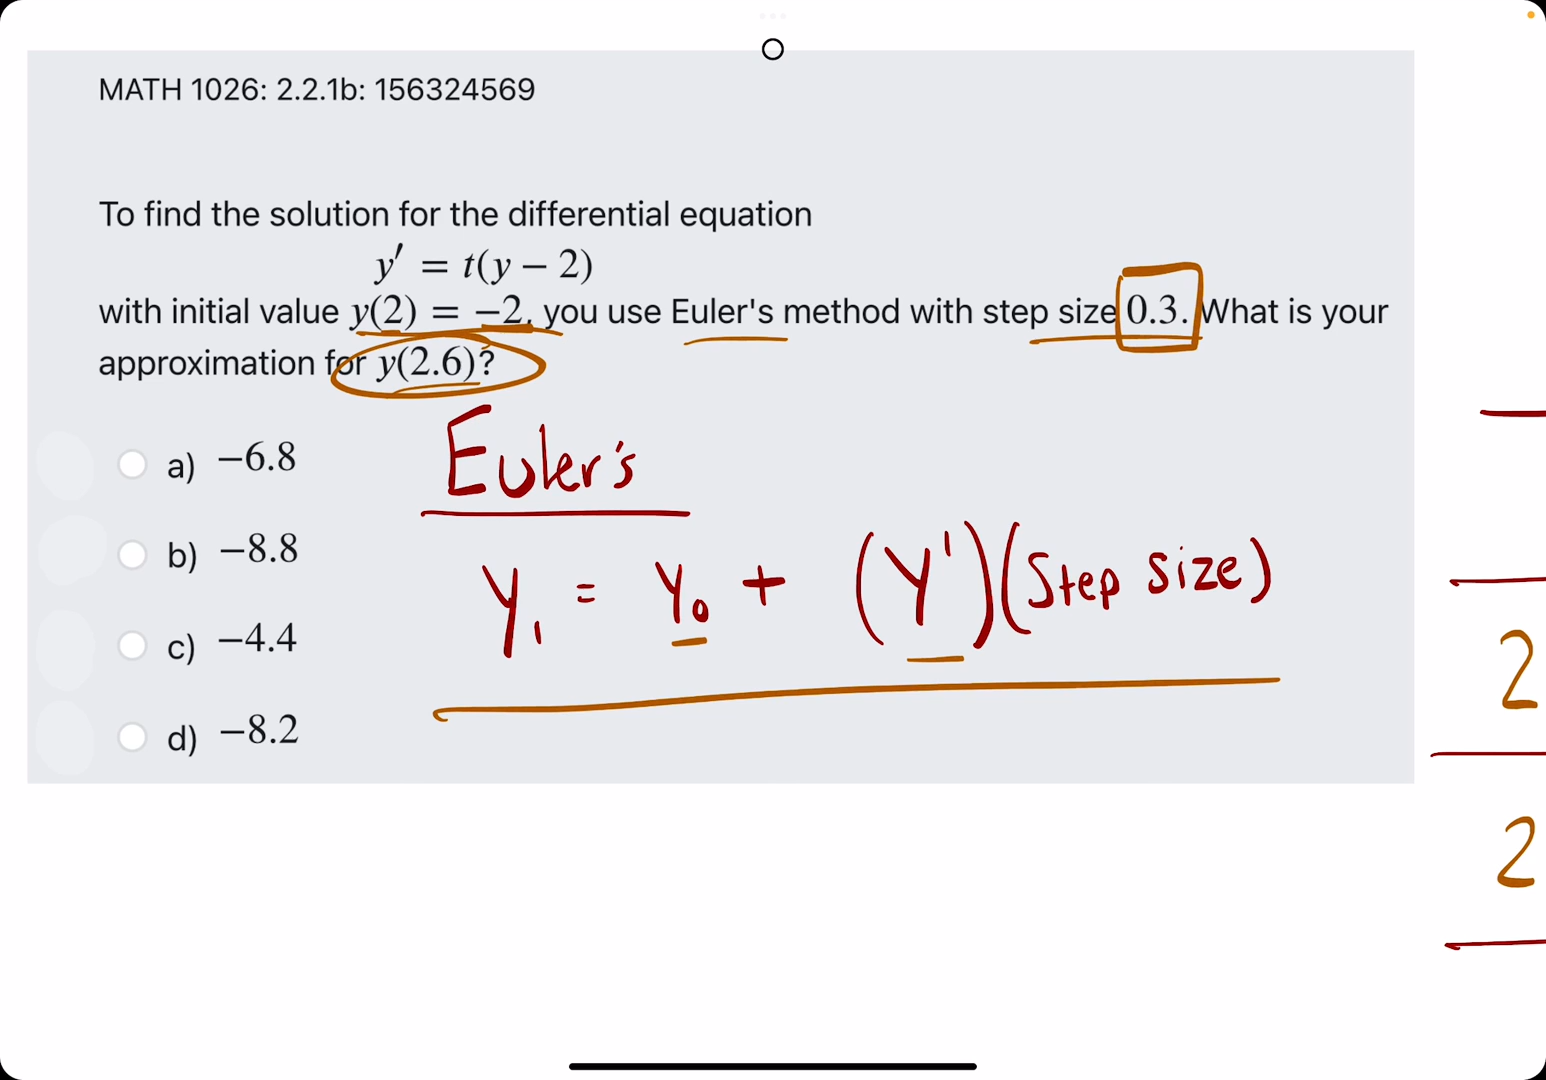 MATH 1026: 2.2.1b: 156324569
To find the solution for the differential equation
y′ = t(y − 2)
with initial value y(2) = −2, you use Euler's method with step size 0.3. What is your
approximation for y(2.6)?
a) −6.8
b) −8.8
c) −4.4
d) −8.2
Euler's
y₁ = y₀ + (y')(step size)
2
2